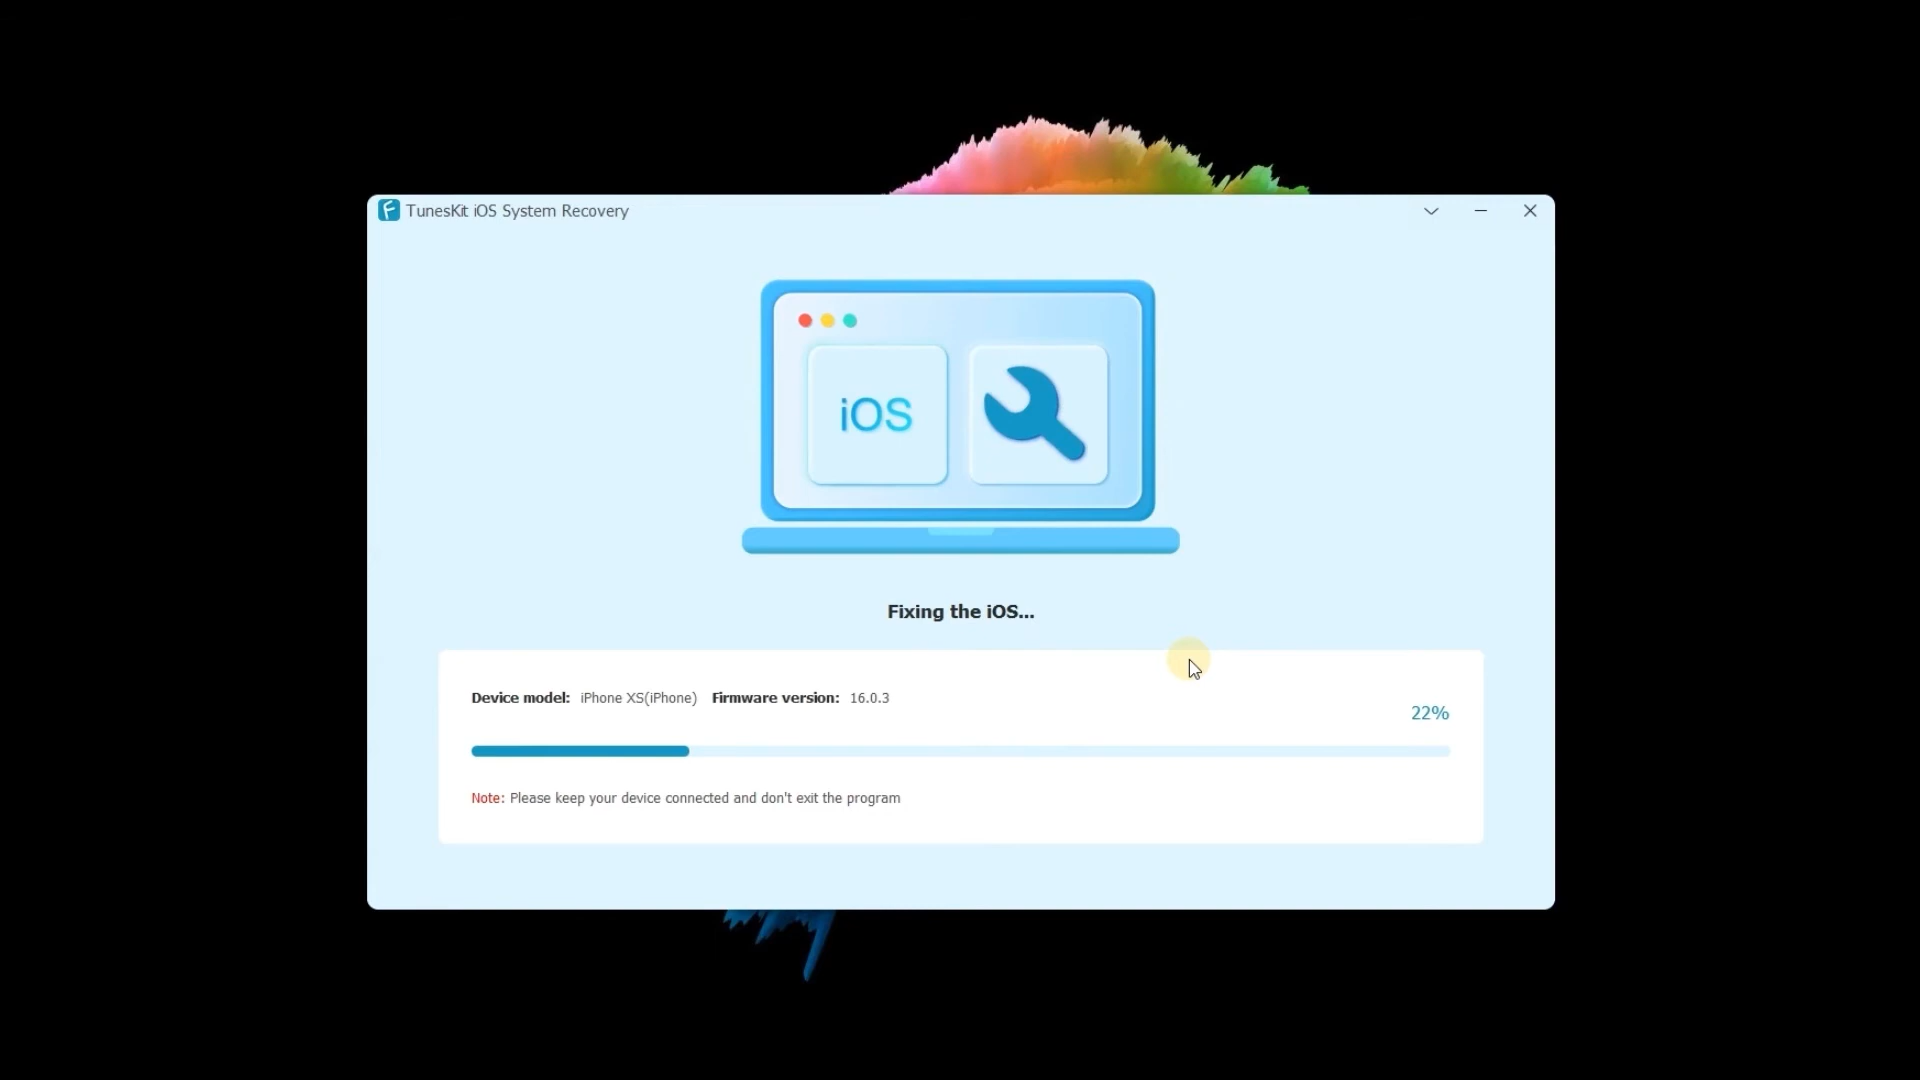 TunesKit iOS System Recovery
iOS
Fixing the iOS...
Device model: iPhone XS(iPhone) Firmware version: 16.0.3
22%
Note: Please keep your device connected and don't exit the program